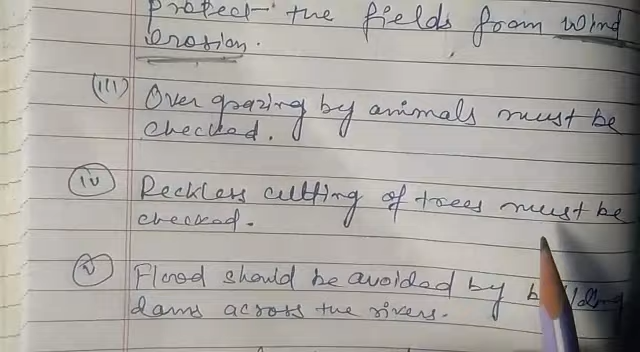 protect the fields from wind
erosion.
(iii) Over grazing by animals must be
checked.
iv Reckless cutting of trees must be
checked.
v Flood should be avoided by
dams across the rivers.